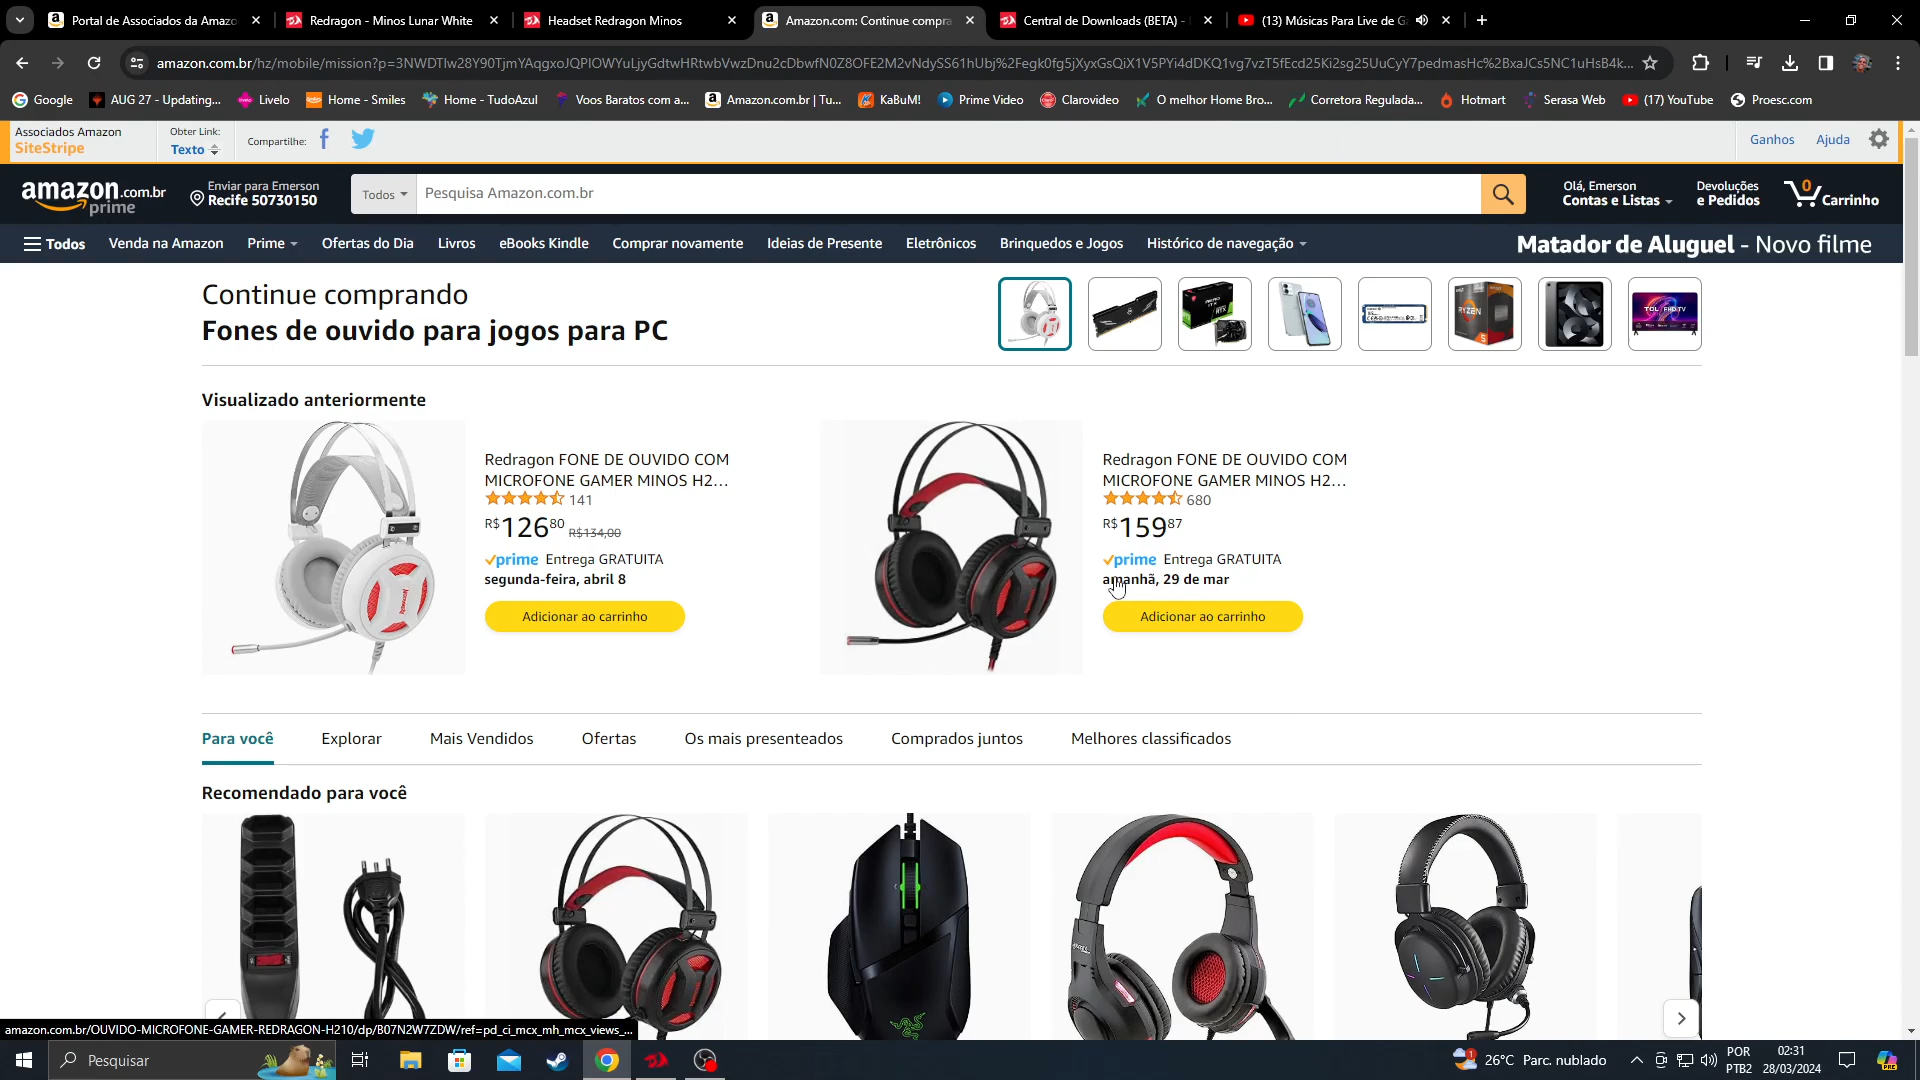 Portal de Associados da Amazo
Redragon - Minos Lunar White
Headset Redragon Minos
Amazon.com: Continue compra
Central de Downloads (BETA) -
(13) Músicas Para Live de G
amazon.com.br/hz/mobile/mission?p=3NWDTIw28Y90TjmYAqgxoJQPIOWYuLjyGdtwHRtwbVwzDnu2cDbwfN0Z8OFE2M2vNdySS61hUbj%2Fegk0fg5jXyxGsQiX1V5PYi4dDKQ1vg7vzT5fEcd25Ki2sg25UuCyY7pedmasHc%2BxaJCs5NC1uHsB4k...
Google
AUG 27 - Updating...
Livelo
Home - Smiles
Home - TudoAzul
Voos Baratos com a...
Amazon.com.br | Tu...
KaBuM!
Prime Video
Clarovideo
O melhor Home Bro...
Corretora Regulada...
Hotmart
Serasa Web
(17) YouTube
Proesc.com
Associados Amazon
SiteStripe
Obter Link:
Texto
Compartilhe:
Ganhos
Ajuda
amazon.com.br
prime
Enviar para Emerson
Recife 50730150
Todos
Pesquisa Amazon.com.br
Olá, Emerson
Contas e Listas
Devoluções
e Pedidos
0
Carrinho
Todos
Venda na Amazon
Prime
Ofertas do Dia
Livros
eBooks Kindle
Comprar novamente
Ideias de Presente
Eletrônicos
Brinquedos e Jogos
Histórico de navegação
Matador de Aluguel - Novo filme
Continue comprando
Fones de ouvido para jogos para PC
RTX
RYZEN
5
TCL
FHD TV
Visualizado anteriormente
Redragon FONE DE OUVIDO COM
MICROFONE GAMER MINOS H2...
141
R$12680 R$134,00
prime Entrega GRATUITA
segunda-feira, abril 8
Adicionar ao carrinho
Redragon FONE DE OUVIDO COM
MICROFONE GAMER MINOS H2...
680
R$15987
prime Entrega GRATUITA
amanhã, 29 de mar
Adicionar ao carrinho
Para você
Explorar
Mais Vendidos
Ofertas
Os mais presenteados
Comprados juntos
Melhores classificados
Recomendado para você
amazon.com.br/OUVIDO-MICROFONE-GAMER-REDRAGON-H210/dp/B07N2W7ZDW/ref=pd_ci_mcx_mh_mcx_views_...
Pesquisar
1
26°C Parc. nublado
POR
PTB2
02:31
28/03/2024
PRE